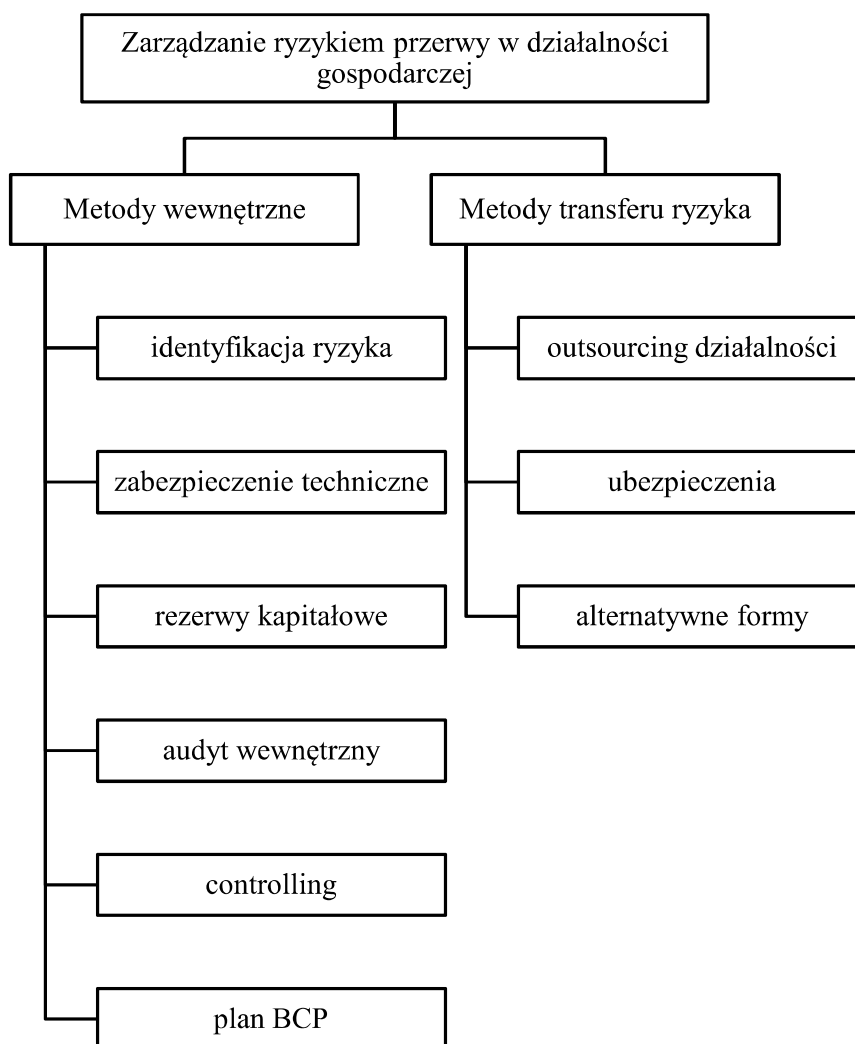 Zarządzanie ryzykiem przerwy w działalności
gospodarczej
Metody wewnętrzne
identyfikacja ryzyka
zabezpieczenie techniczne
rezerwy kapitałowe
audyt wewnętrzny
controlling
plan BCP
Metody transferu ryzyka
outsourcing działalności
ubezpieczenia
alternatywne formy